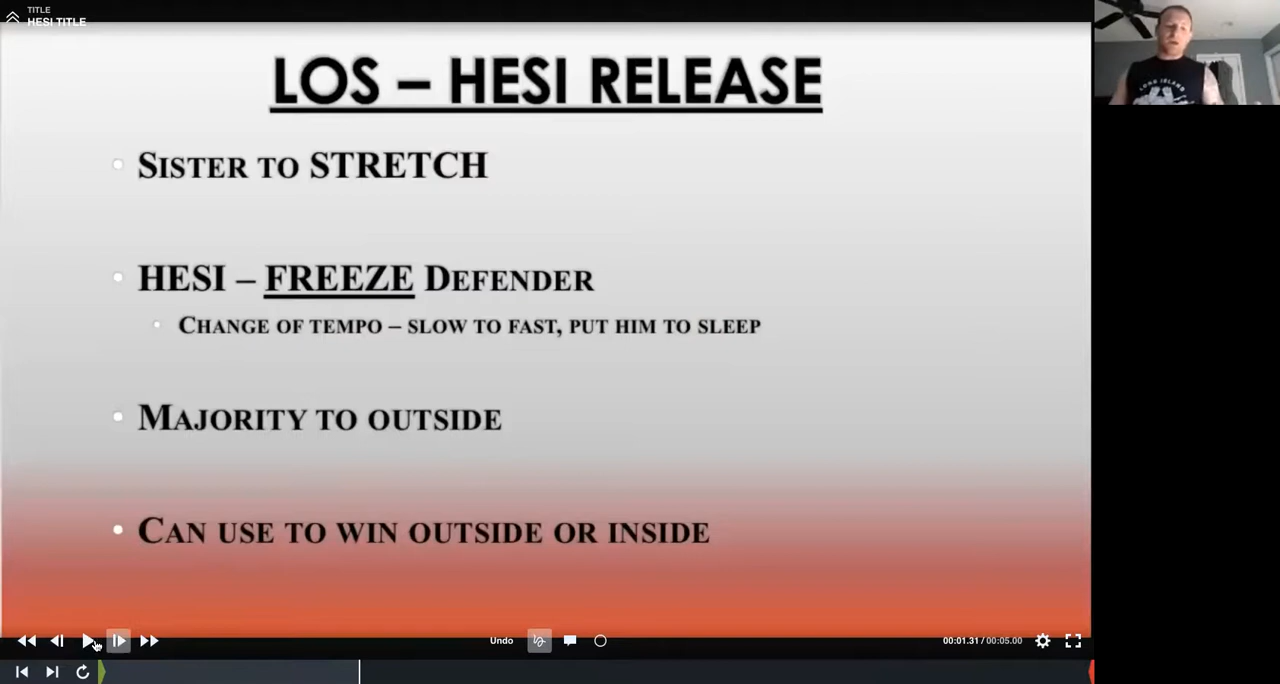 TITLE
HESI TITLE
LOS – HESI RELEASE
SISTER TO STRETCH
HESI – FREEZE DEFENDER
CHANGE OF TEMPO – SLOW TO FAST, PUT HIM TO SLEEP
MAJORITY TO OUTSIDE
CAN USE TO WIN OUTSIDE OR INSIDE
LONG ISLAND
Undo
00:01.31 / 00:05.00